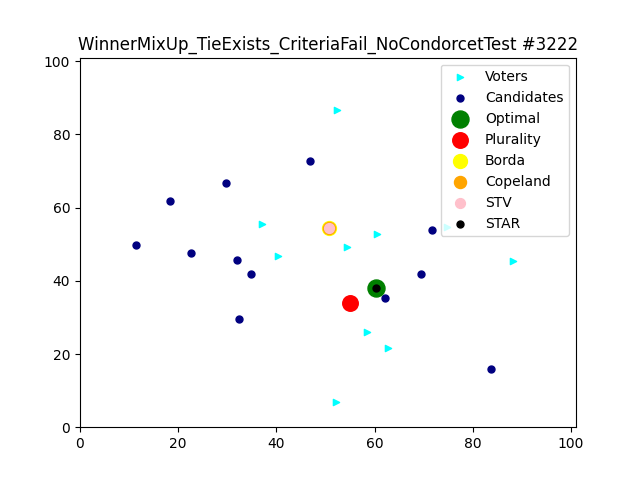 WinnerMixUp_TieExists_CriteriaFail_NoCondorcetTest #3222
100
80
60
40
20
0
0 20 40 60 80 100
Voters
Candidates
Optimal
Plurality
Borda
Copeland
STV
STAR